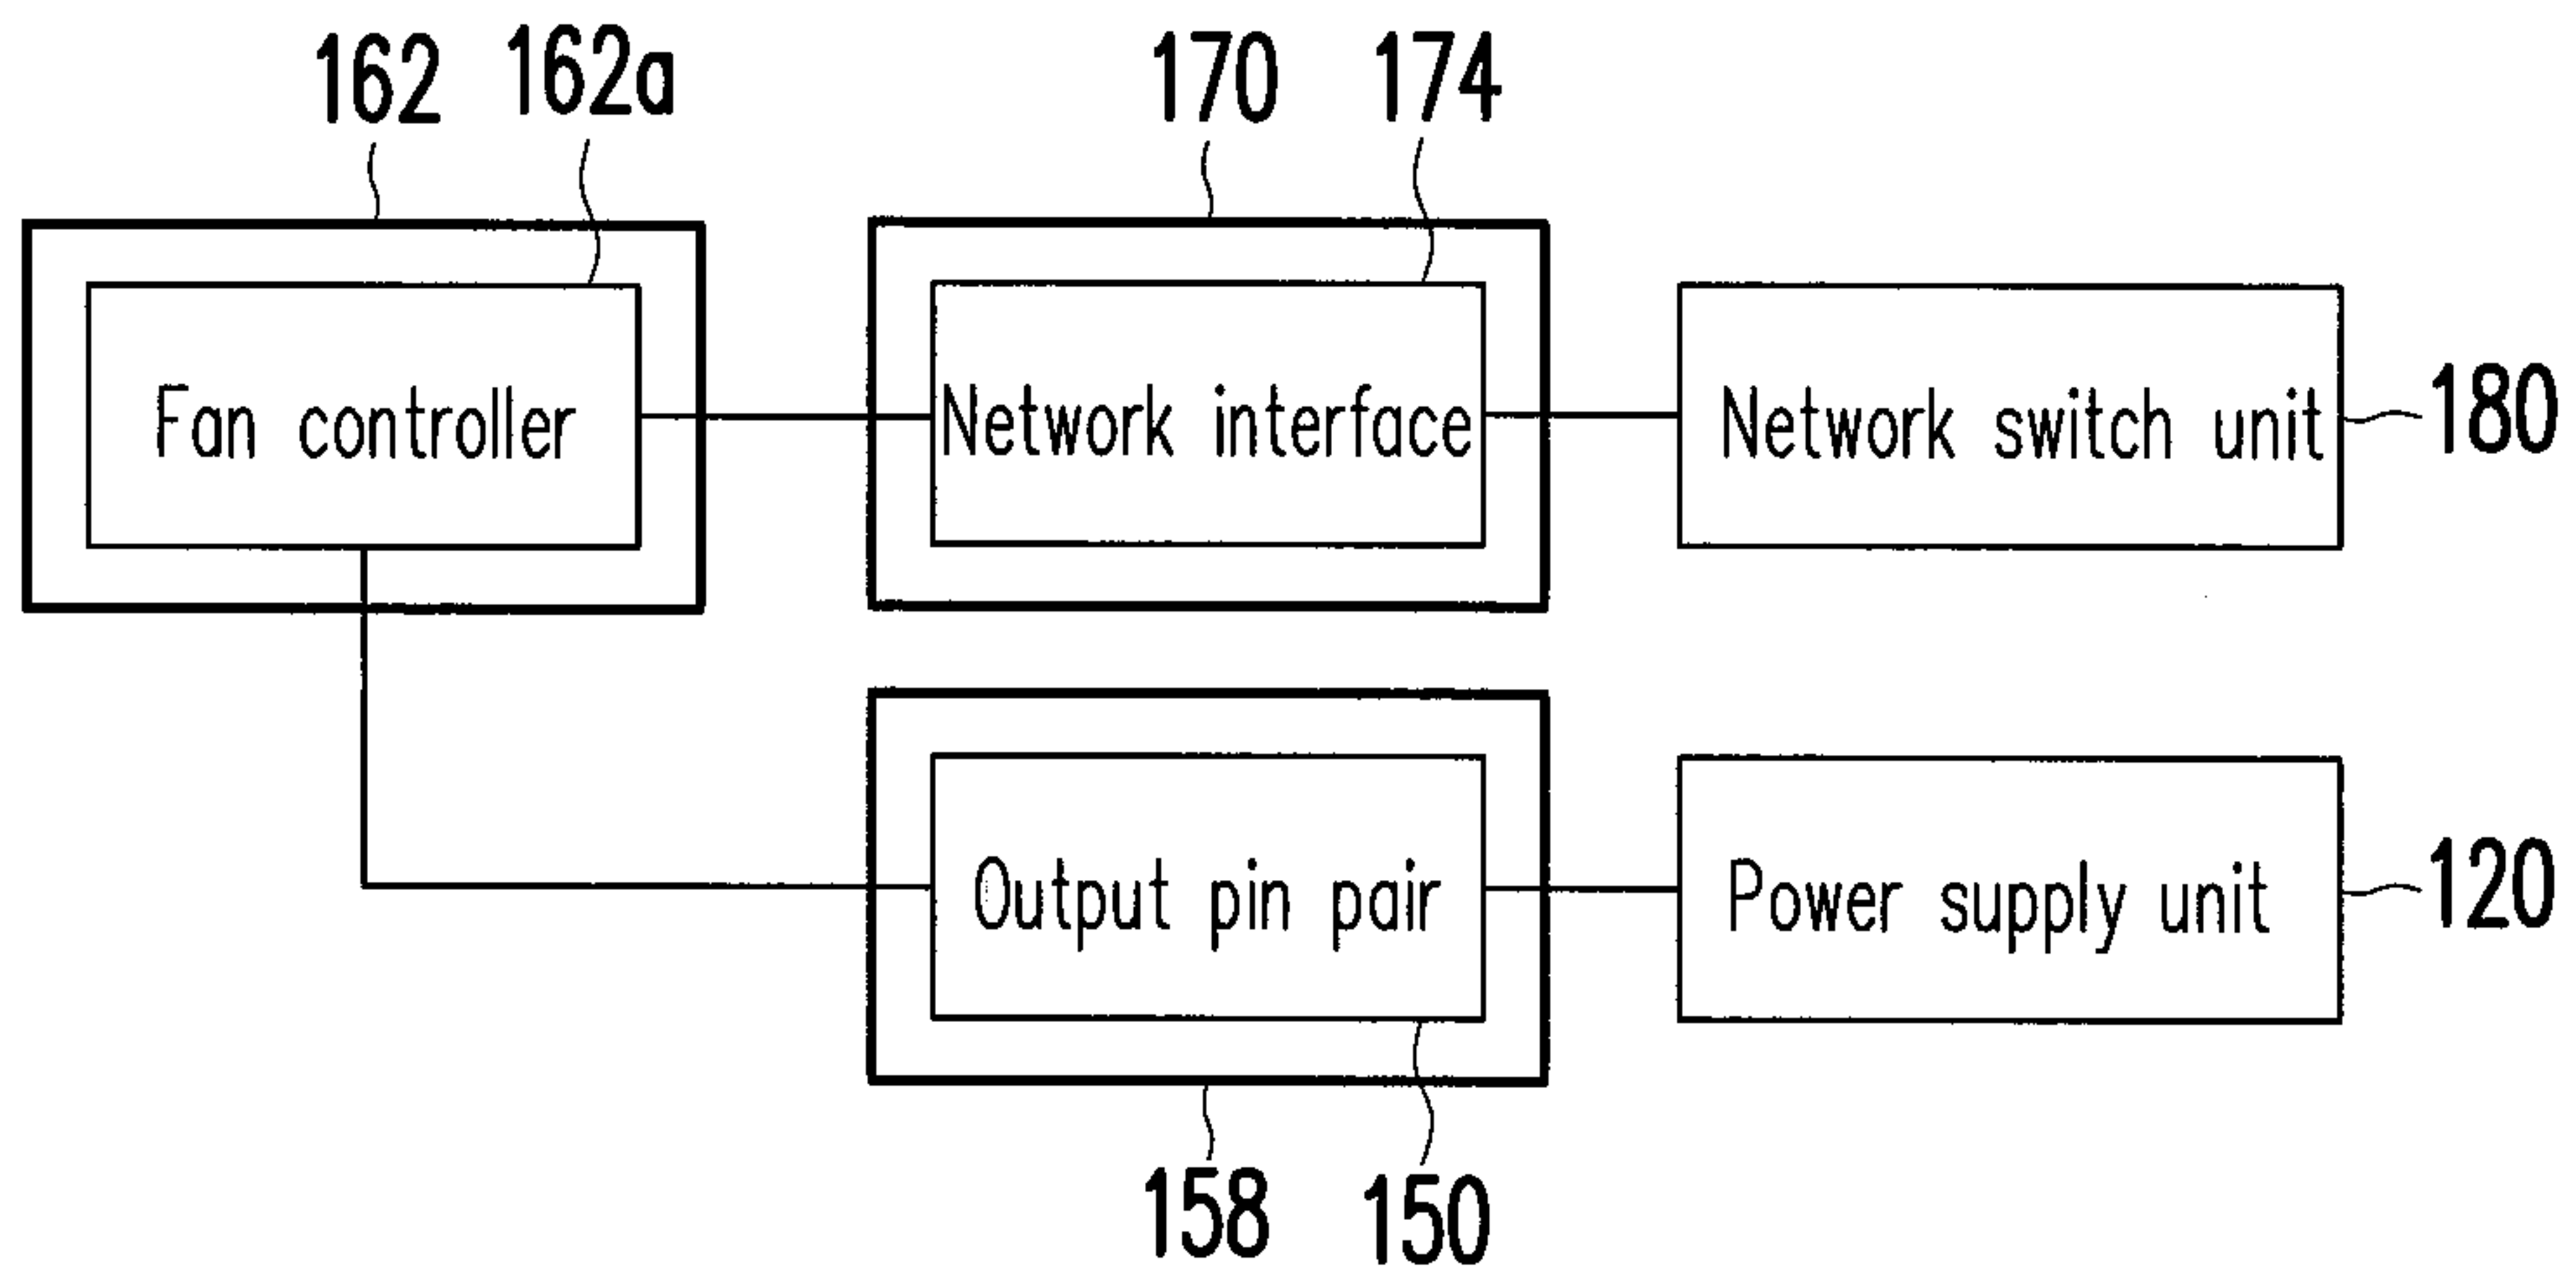 162
162a
170
174
Fan controller
Network interface
Network switch unit
180
Output pin pair
Power supply unit
120
158
150